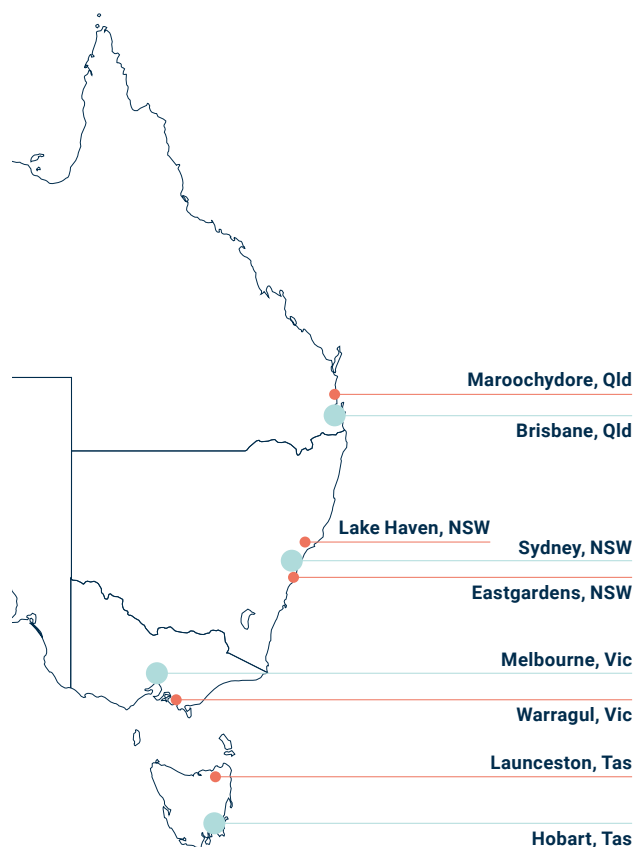 Maroochydore, Qld
Brisbane, Qld
Lake Haven, NSW
Sydney, NSW
Eastgardens, NSW
Melbourne, Vic
Warragul, Vic
Launceston, Tas
Hobart, Tas